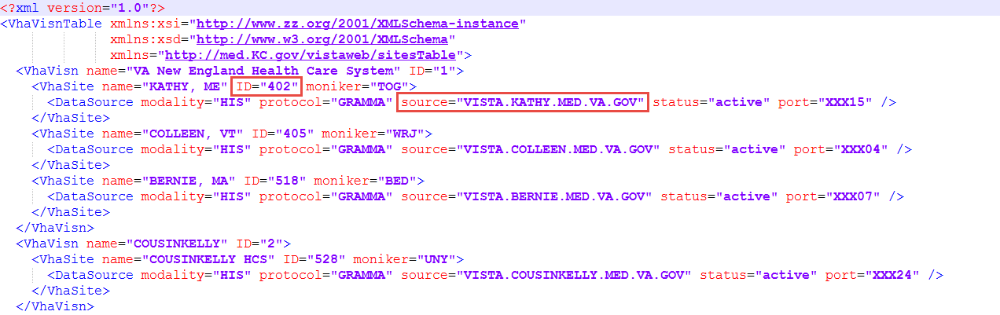 <?xml version="1.0"?>
<VhaVisnTable xmlns:xsi="http://www.zz.org/2001/XMLSchema-instance"
xmlns:xsd="http://www.w3.org/2001/XMLSchema"
xmlns="http://med.KC.gov/vistaweb/sitesTable">
<VhaVisn name="VA New England Health Care System" ID="1">
<VhaSite name="KATHY, ME" ID="402" moniker="TOG">
<DataSource modality="HIS" protocol="GRAMMA" source="VISTA.KATHY.MED.VA.GOV" status="active" port="XXX15" />
</VhaSite>
<VhaSite name="COLLEEN, VT" ID="405" moniker="WRJ">
<DataSource modality="HIS" protocol="GRAMMA" source="VISTA.COLLEEN.MED.VA.GOV" status="active" port="XXX04" />
</VhaSite>
<VhaSite name="BERNIE, MA" ID="518" moniker="BED">
<DataSource modality="HIS" protocol="GRAMMA" source="VISTA.BERNIE.MED.VA.GOV" status="active" port="XXX07" />
</VhaSite>
</VhaVisn>
<VhaVisn name="COUSINKELLY" ID="2">
<VhaSite name="COUSINKELLY HCS" ID="528" moniker="UNY">
<DataSource modality="HIS" protocol="GRAMMA" source="VISTA.COUSINKELLY.MED.VA.GOV" status="active" port="XXX24" />
</VhaSite>
</VhaVisn>